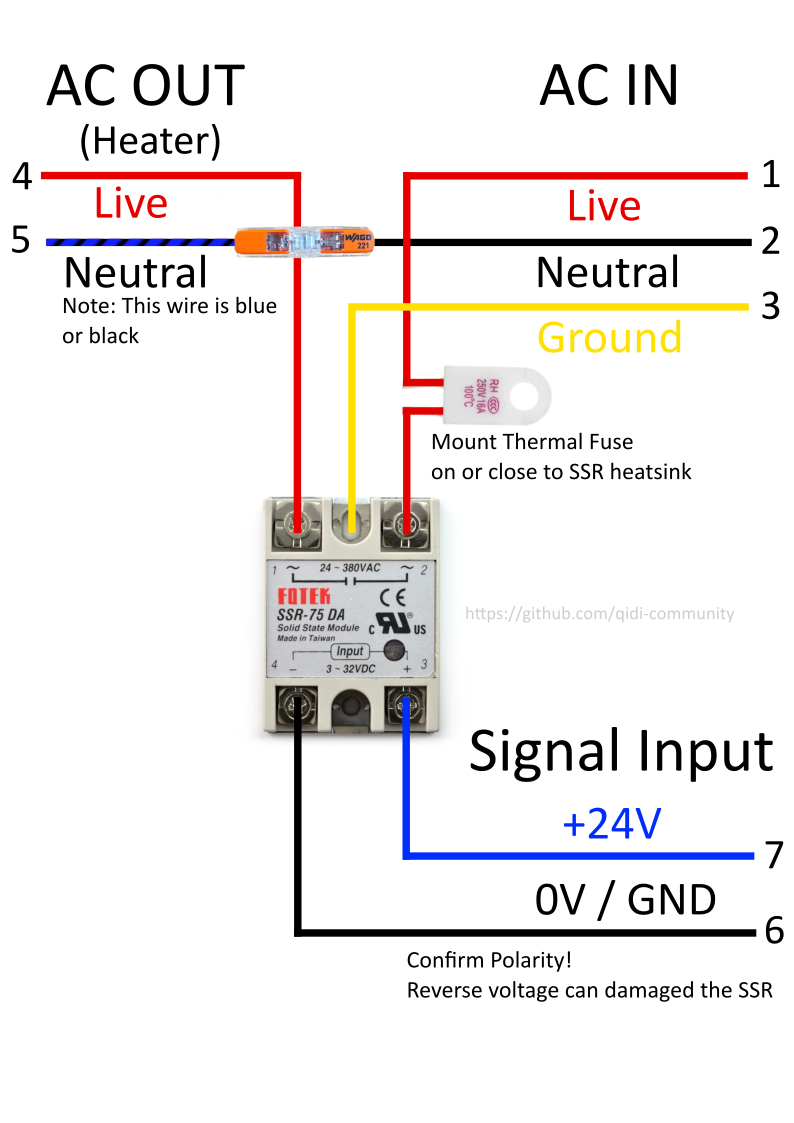 AC OUT
(Heater)
AC IN
4
Live
5
Neutral
Note: This wire is blue
or black
WAGO
221
1
Live
2
Neutral
3
Ground
RH CCC
250V 16A
100°C
Mount Thermal Fuse
on or close to SSR heatsink
1 ~ 24 ~ 380VAC ~ 2
FOTEK
CE
SSR-75 DA
Solid State Module
Made in Taiwan
c RU ® US
Input
4 − 3 ~ 32VDC + 3
https://github.com/qidi-community
Signal Input
+24V
7
0V / GND
6
Confirm Polarity!
Reverse voltage can damaged the SSR